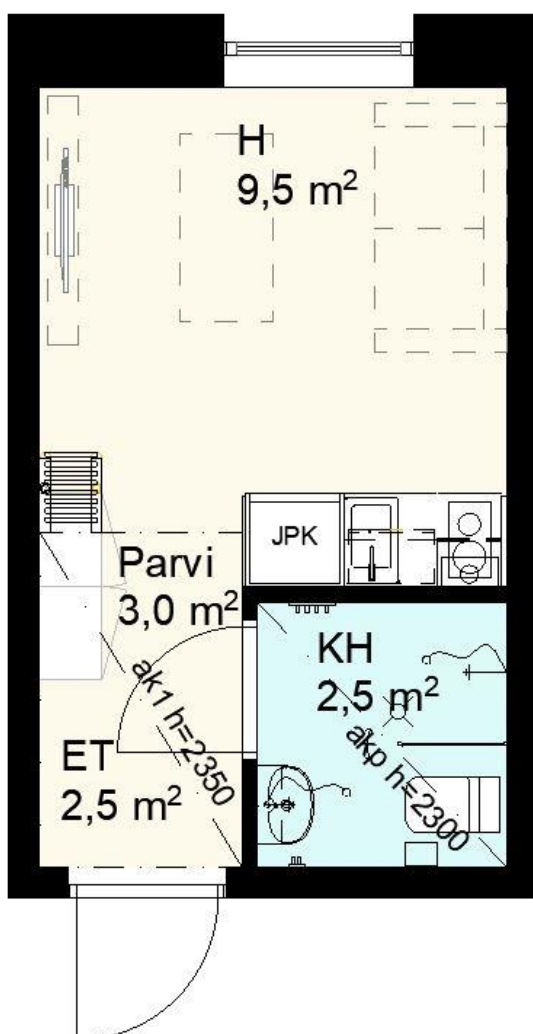 H
9,5 m²
JPK
Parvi
3,0 m²
KH
2,5 m²
ak1 h=2350
akp h=2300
ET
2,5 m²